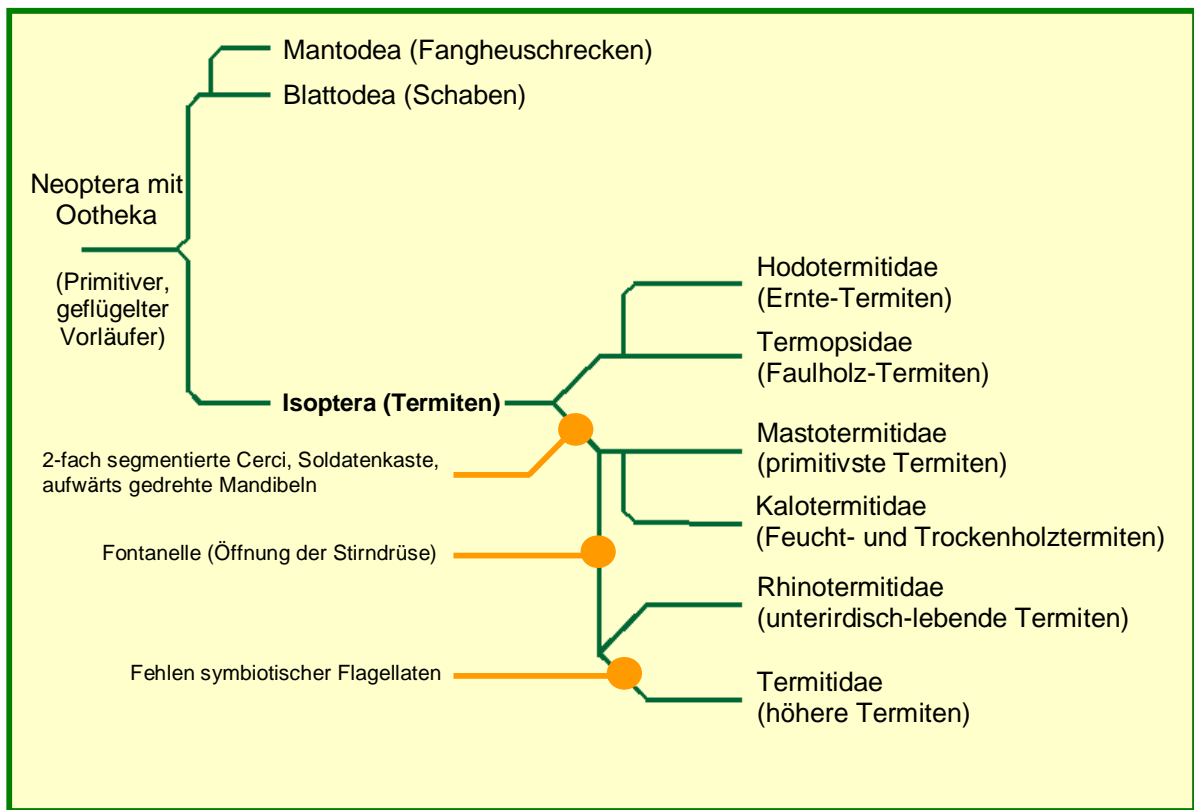 Mantodea (Fangheuschrecken)
Blattodea (Schaben)
Neoptera mit
Ootheka
(Primitiver,
geflügelter
Vorläufer)
Isoptera (Termiten)
2-fach segmentierte Cerci, Soldatenkaste,
aufwärts gedrehte Mandibeln
Fontanelle (Öffnung der Stirndrüse)
Fehlen symbiotischer Flagellaten
Hodotermitidae
(Ernte-Termiten)
Termopsidae
(Faulholz-Termiten)
Mastotermitidae
(primitivste Termiten)
Kalotermitidae
(Feucht- und Trockenholztermiten)
Rhinotermitidae
(unterirdisch-lebende Termiten)
Termitidae
(höhere Termiten)